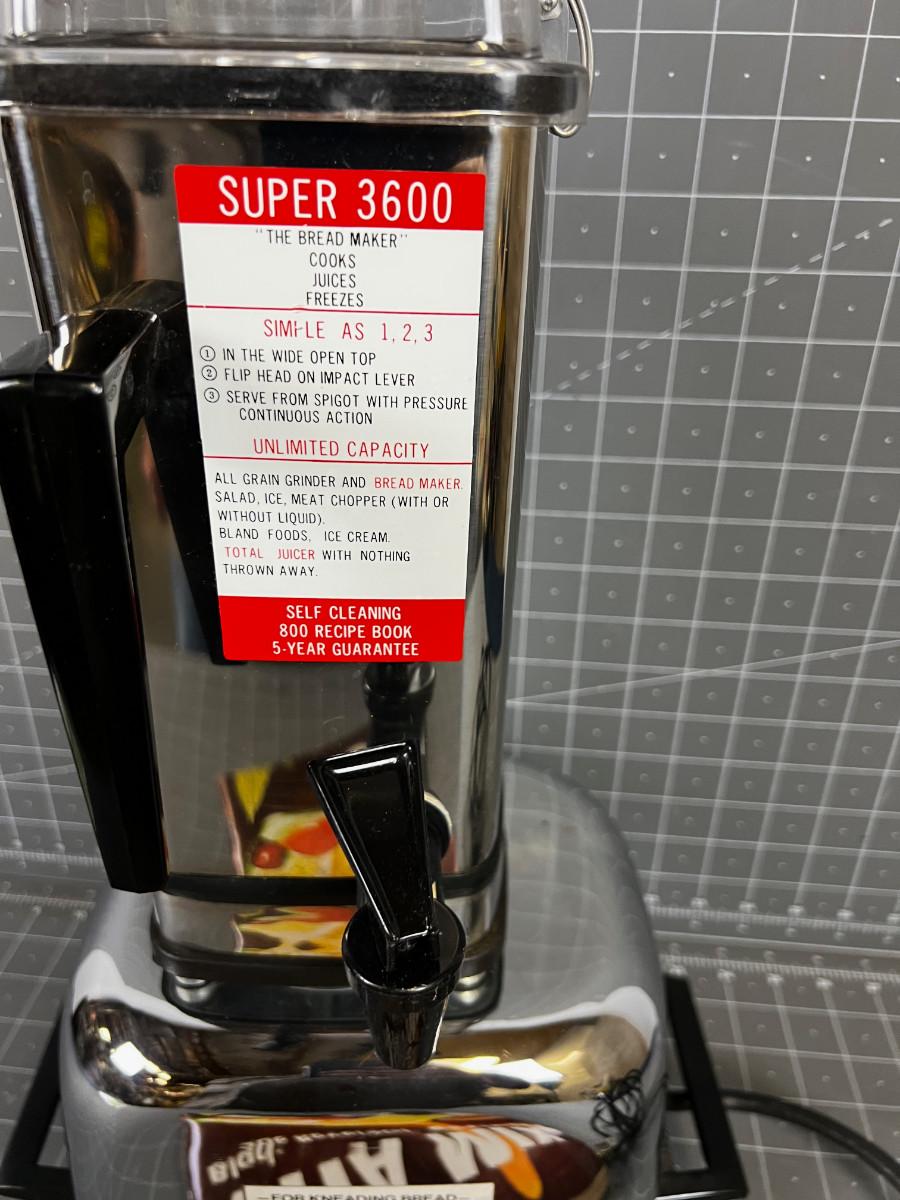 SUPER 3600
"THE BREAD MAKER"
COOKS
JUICES
FREEZES
SIMPLE AS 1, 2, 3
① IN THE WIDE OPEN TOP
② FLIP HEAD ON IMPACT LEVER
③ SERVE FROM SPIGOT WITH PRESSURE
CONTINUOUS ACTION
UNLIMITED CAPACITY
ALL GRAIN GRINDER AND BREAD MAKER.
SALAD, ICE, MEAT CHOPPER (WITH OR
WITHOUT LIQUID).
BLAND FOODS, ICE CREAM.
TOTAL JUICER WITH NOTHING
THROWN AWAY.
SELF CLEANING
800 RECIPE BOOK
5-YEAR GUARANTEE
—FOR KNEADING BREAD—